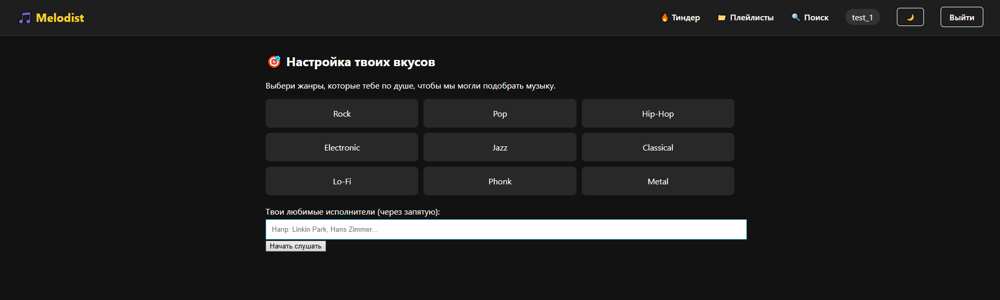 🎵 Melodist
🔥 Тиндер 📁 Плейлисты 🔍 Поиск test_1 🌙 Выйти
🎯 Настройка твоих вкусов
Выбери жанры, которые тебе по душе, чтобы мы могли подобрать музыку.
Rock Pop Hip-Hop
Electronic Jazz Classical
Lo-Fi Phonk Metal
Твои любимые исполнители (через запятую):
Напр: Linkin Park, Hans Zimmer...
Начать слушать